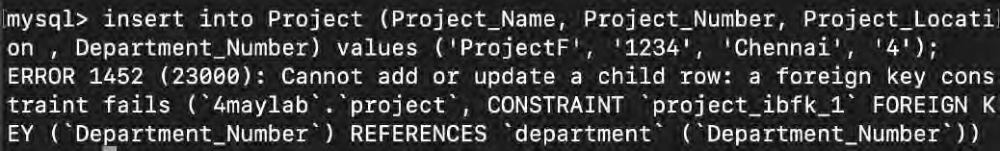 mysql> insert into Project (Project_Name, Project_Number, Project_Locati
on , Department_Number) values ('ProjectF', '1234', 'Chennai', '4');
ERROR 1452 (23000): Cannot add or update a child row: a foreign key cons
traint fails (`4maylab`.`project`, CONSTRAINT `project_ibfk_1` FOREIGN K
EY (`Department_Number`) REFERENCES `department` (`Department_Number`))